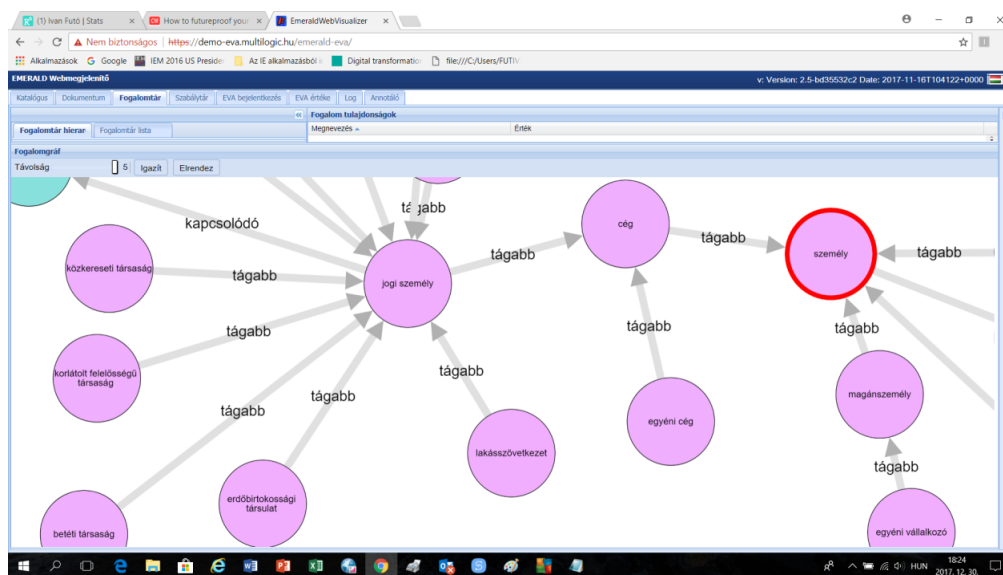 (1) Ivan Futó | Stats
How to futureproof your
EmeraldWebVisualizer
Nem biztonságos | https://demo-eva.multilogic.hu/emerald-eva/
Alkalmazások Google IEM 2016 US Preside Az IE alkalmazásból Digital transformation file:///C:/Users/FUTIV
EMERALD Webmegjelenítő
v: Version: 2.5-bd35532c2 Date: 2017-11-16T104122+0000
Katalógus Dokumentum Fogalomtár Szabálytár EVA bejelentkezés EVA értéke Log Annotáló
Fogalom tulajdonságok
Fogalomtár hierar Fogalomtár lista
Megnevezés Érték
Fogalomgráf
Távolság 5 Igazít Elrendez
tágabb
kapcsolódó
cég
tágabb
személy
tágabb
tágabb
közkereseti társaság
tágabb
jogi személy
tágabb
tágabb
tágabb
korlátolt felelősségű
társaság
tágabb
tágabb
magánszemély
tágabb
egyéni cég
lakásszövetkezet
tágabb
erdőbirtokossági
társulat
betéti társaság
egyéni vállalkozó
HUN
18:24
2017. 12. 30.